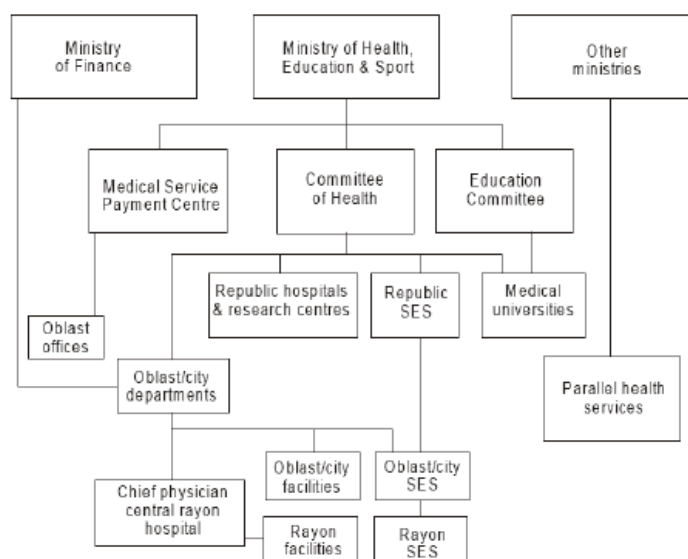 Ministry
of Finance
Ministry of Health,
Education & Sport
Other
ministries
Medical Service
Payment Centre
Committee
of Health
Education
Committee
Republic hospitals
& research centres
Republic
SES
Medical
universities
Oblast
offices
Oblast/city
departments
Parallel health
services
Oblast/city
facilities
Oblast/city
SES
Chief physician
central rayon
hospital
Rayon
facilities
Rayon
SES